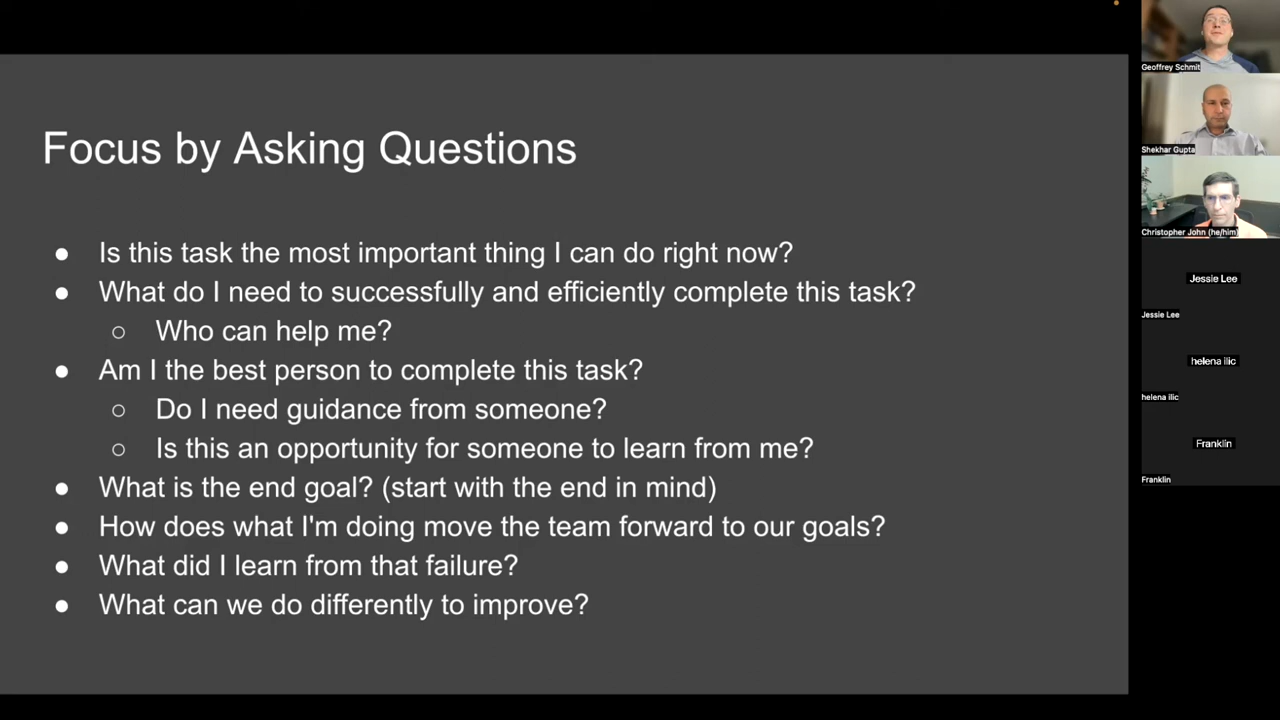 Focus by Asking Questions
● Is this task the most important thing I can do right now?
● What do I need to successfully and efficiently complete this task?
○ Who can help me?
● Am I the best person to complete this task?
○ Do I need guidance from someone?
○ Is this an opportunity for someone to learn from me?
● What is the end goal? (start with the end in mind)
● How does what I'm doing move the team forward to our goals?
● What did I learn from that failure?
● What can we do differently to improve?
Geoffrey Schmit
Shekhar Gupta
Christopher John (he/him)
Jessie Lee
Jessie Lee
helena ilic
helena ilic
Franklin
Franklin